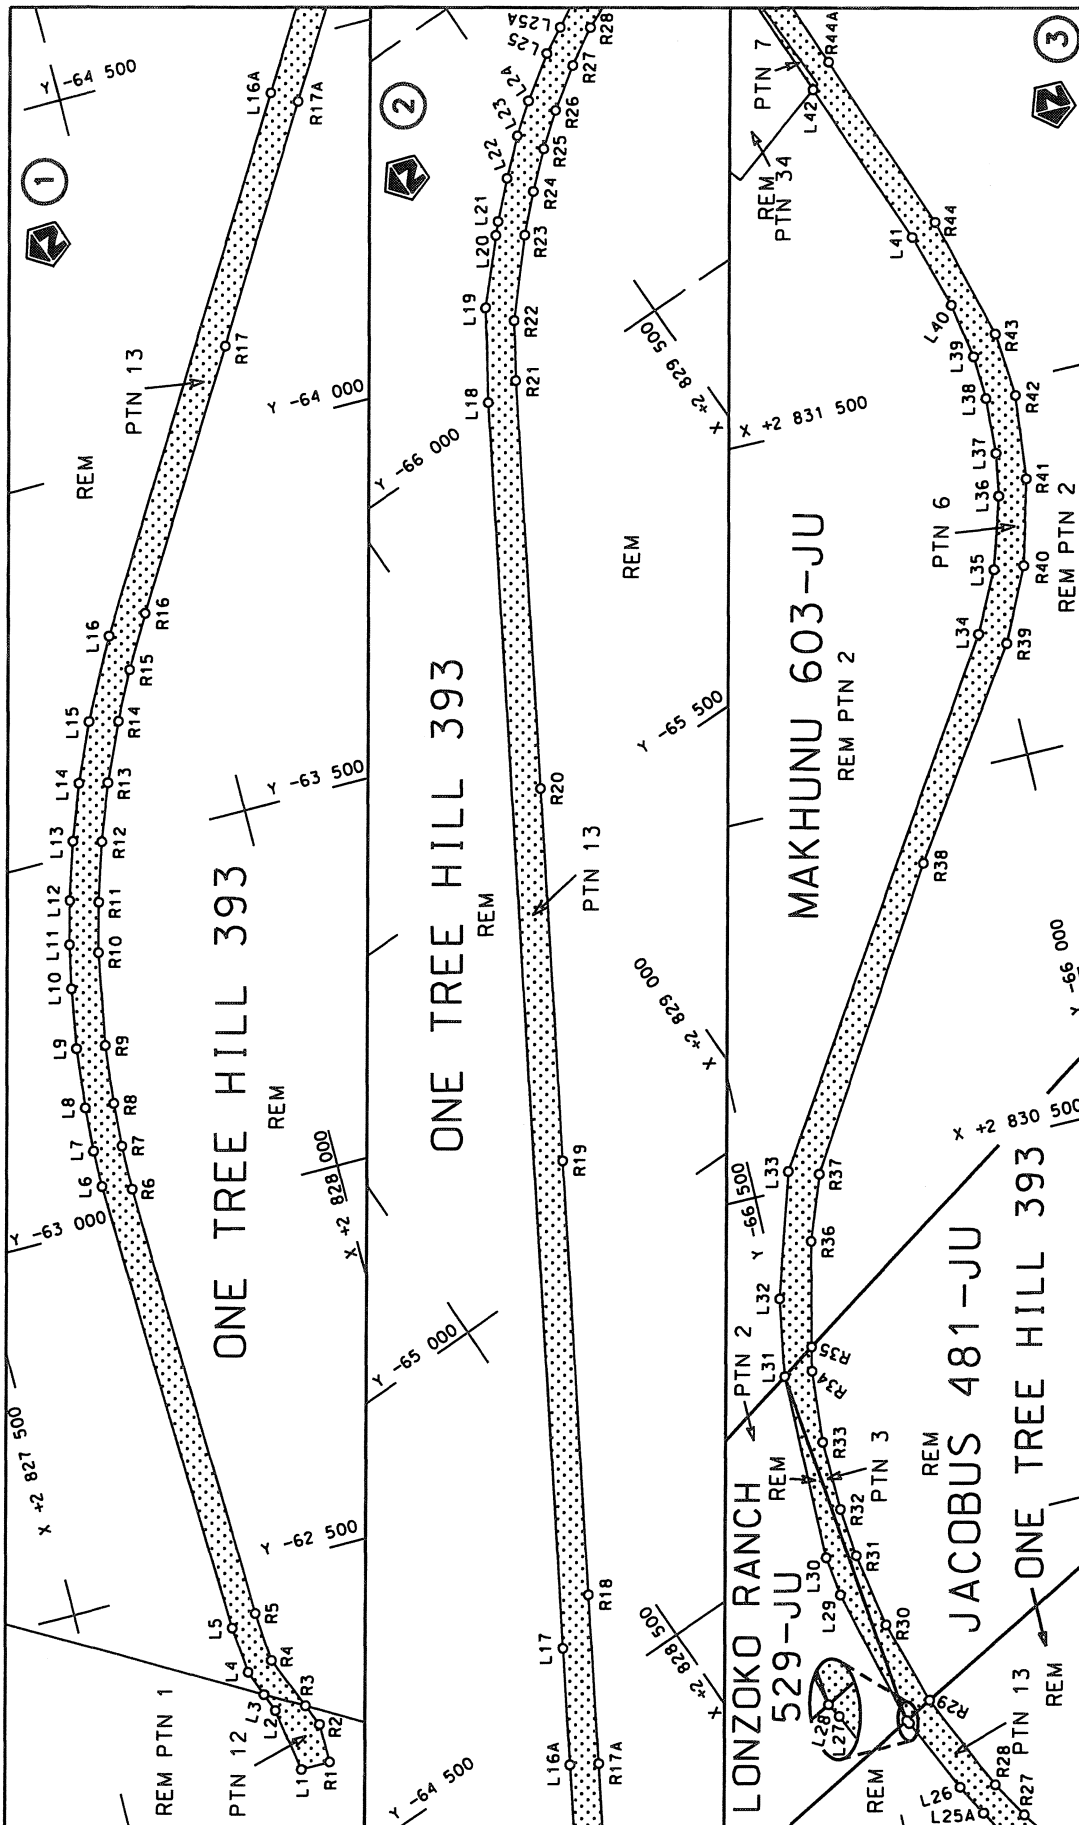 1
Y -64 500
L16A
R17A
PTN 13
R17
Y -64 000
REM
L16
R16
R15
L15
R14
L14
R13
Y -63 500
L13
R12
L12
R11
L11
R10
L10
L9
R9
L8
R8
L7
R7
L6
R6
ONE TREE HILL 393
REM
X +2 828 000
Y -63 000
X +2 827 500
Y -62 500
L5
R5
L4
R4
L3
R3
L2
R2
L1
R1
REM PTN 1
PTN 12
2
L25A
R28
L25
R27
L24
R26
L23
R25
L22
R24
L21
L20
R23
L19
R22
R21
L18
X +2 829 500
Y -66 000
REM
ONE TREE HILL 393
REM
Y -65 500
R20
PTN 13
X +2 829 000
R19
Y -65 000
R18
L17
X +2 828 500
L16A
R17A
Y -64 500
3
R44A
PTN 7
L42
REM
PTN 34
R44
L41
L40
R43
L39
L38
R42
X +2 831 500
L37
R41
L36
PTN 6
L35
R40
REM PTN 2
L34
R39
MAKHUNU 603-JU
REM PTN 2
R38
Y -66 000
X +2 830 500
L33
R37
Y -66 500
R36
L32
R35
R34
L31
PTN 2
R33
PTN 3
REM
REM
R32
L30
R31
L29
R30
LONZOKO RANCH
529-JU
JACOBUS 481-JU
ONE TREE HILL 393
REM
L28
L27
R29
PTN 13
REM
R28
L26
R27
L25A